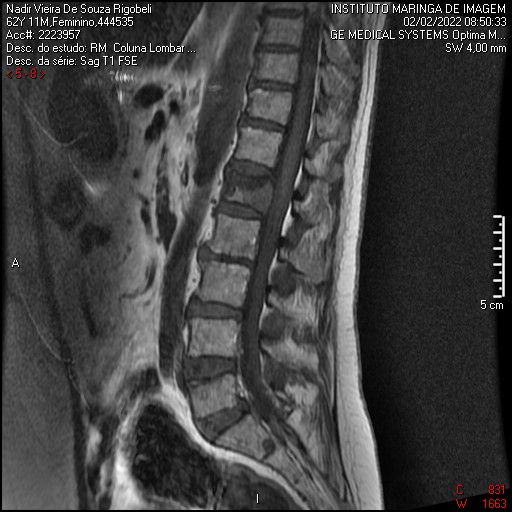 Nadir Vieira De Souza Rigobeli
62Y 11M,Feminino,444535
Acc#: 2223957
Desc. do estudo: RM  Coluna Lombar ...
Desc. da série: Sag T1 FSE
< 5 - 8 >
INSTITUTO MARINGA DE IMAGEM
02/02/2022 08:50:33
GE MEDICAL SYSTEMS Optima M...
SW 4,00 mm
A
5 cm
I
C 831
W 1663